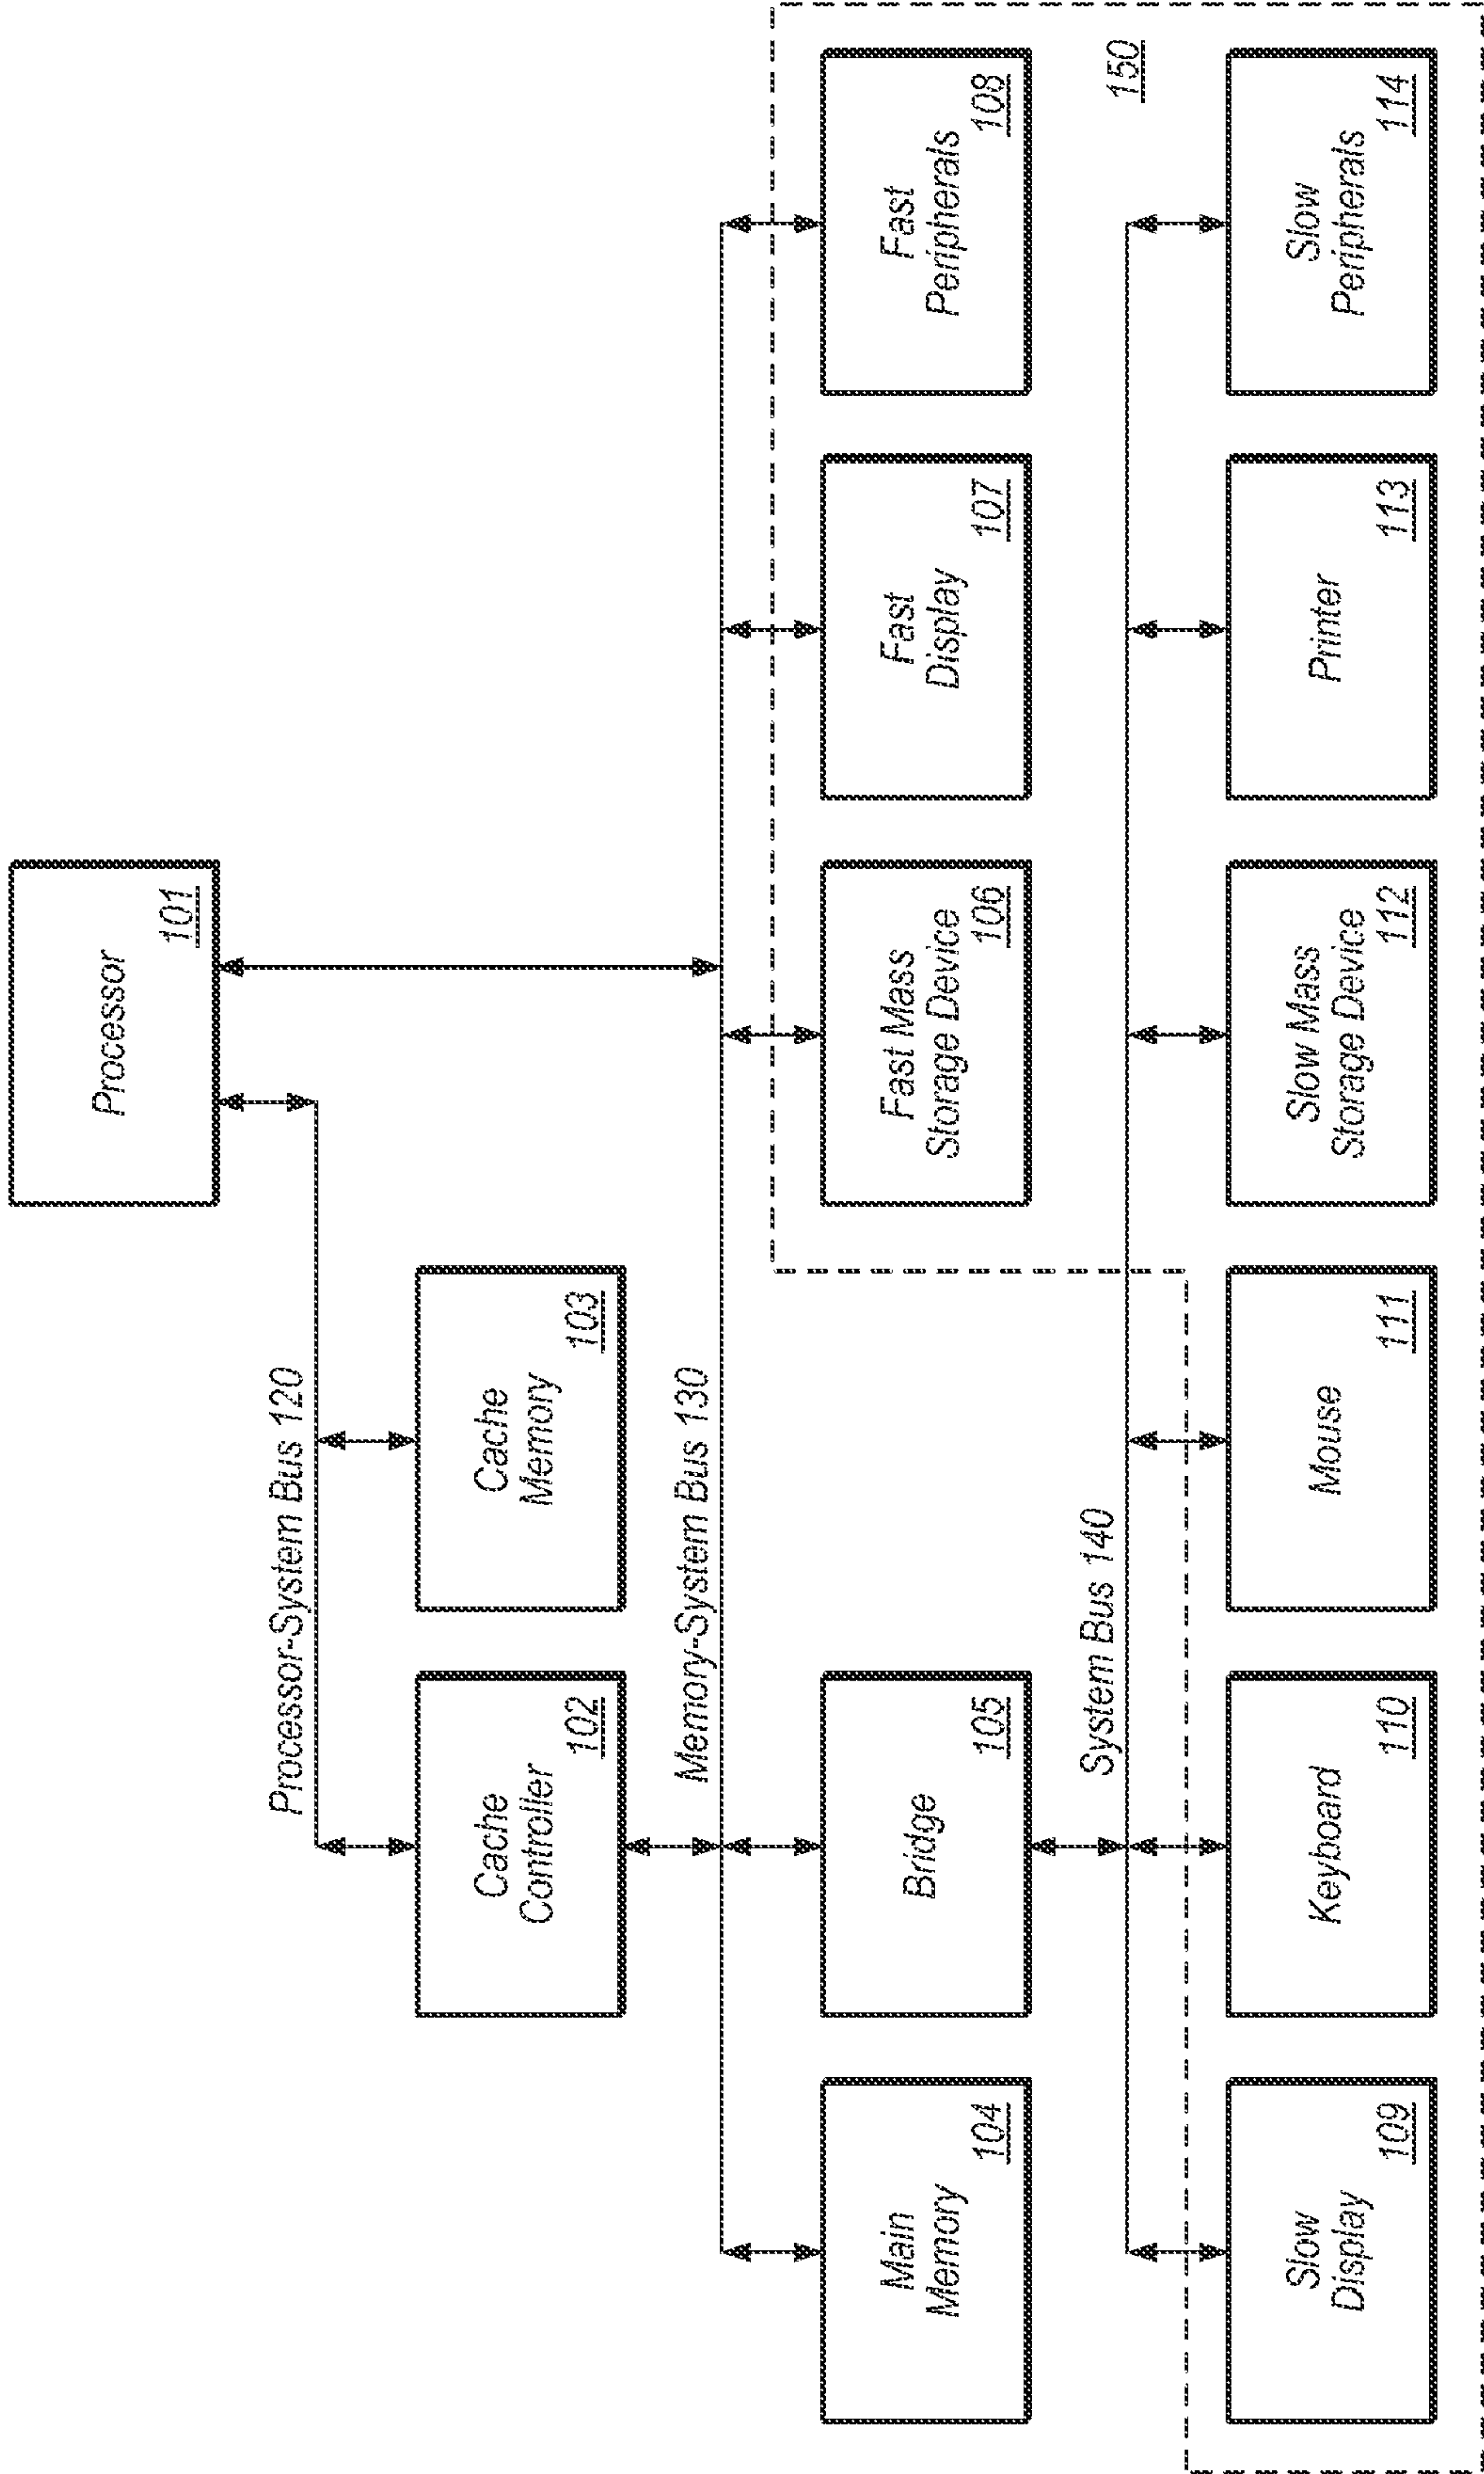 Processor
101
Processor-System Bus 120
Cache
Controller
102
Cache
Memory
103
Memory-System Bus 130
Main
Memory
104
Bridge
105
Fast Mass
Storage Device
106
Fast
Display
107
Fast
Peripherals
108
System Bus 140
150
Slow
Display
109
Keyboard
110
Mouse
111
Slow Mass
Storage Device
112
Printer
113
Slow
Peripherals
114